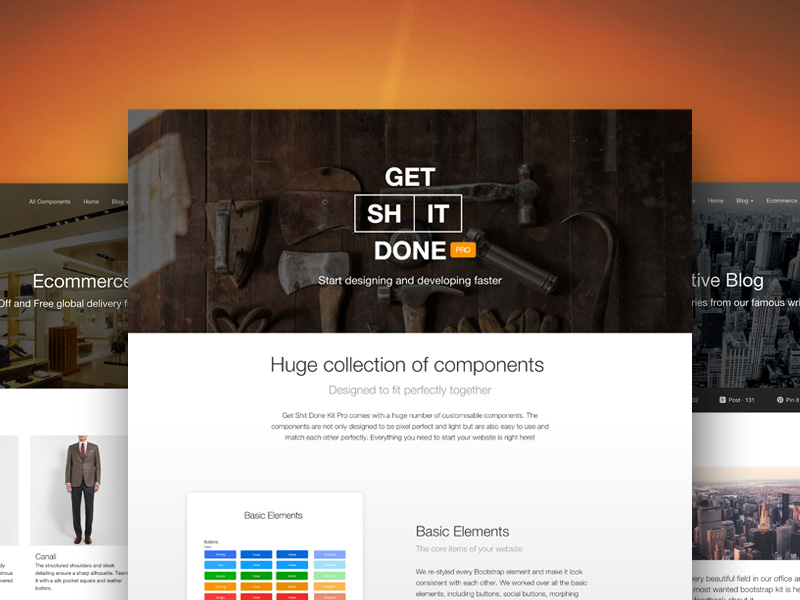 GET
SH IT
DONE PRO
Start designing and developing faster
Huge collection of components
Designed to fit perfectly together
Get Shit Done Kit Pro comes with a huge number of customisable components. The
components are not only designed to be pixel perfect and light but are also easy to use and
match each other perfectly. Everything you need to start your website is right here!
Basic Elements
Buttons
Basic Elements
The core items of your website
We re-styled every Bootstrap element and make it look
consistent with each other. We worked over all the basic
elements, including buttons, social buttons, morphing
All Components Home Blog
Ecommerce
Off and Free global delivery
Canali
The structured shoulders and sleek
detailing ensure a sharp silhouette. Team
it with a silk pocket square and leather
loafers.
Home Blog Ecommerce
Blog
from our famous
Post · 131 Pin it
beautiful field in our office
most wanted bootstrap kit is